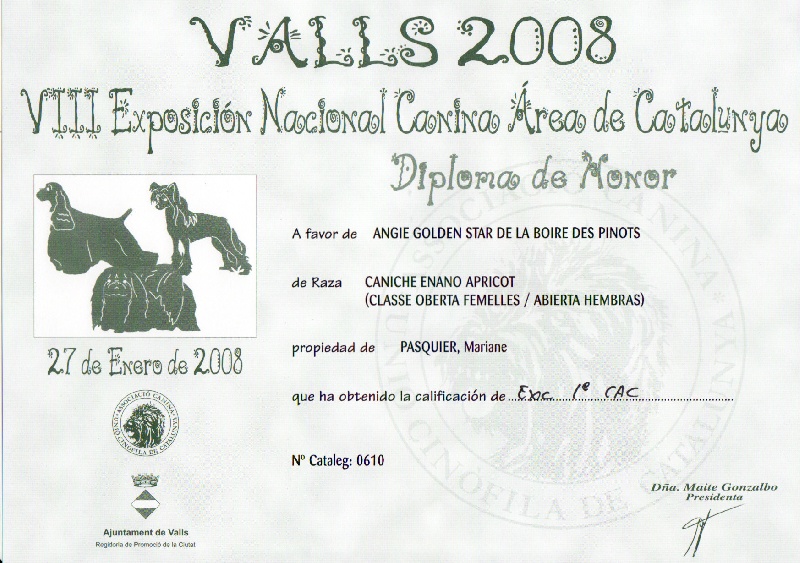 VALLS 2008
VIII Exposición Nacional Canina Área de Catalunya
Diploma de Honor
A favor de ANGIE GOLDEN STAR DE LA BOIRE DES PINOTS
de Raza CANICHE ENANO APRICOT
(CLASSE OBERTA FEMELLES / ABIERTA HEMBRAS)
propiedad de PASQUIER, Mariane
que ha obtenido la calificación de Exc 1ª CAC
Nº Cataleg: 0610
27 de Enero de 2008
ASSOCIACIÓ CANINA
UNIÓ CINÒFILA DE CATALUNYA
Ajuntament de Valls
Regidoria de Promoció de la Ciutat
Dña. Maite Gonzalbo
Presidenta